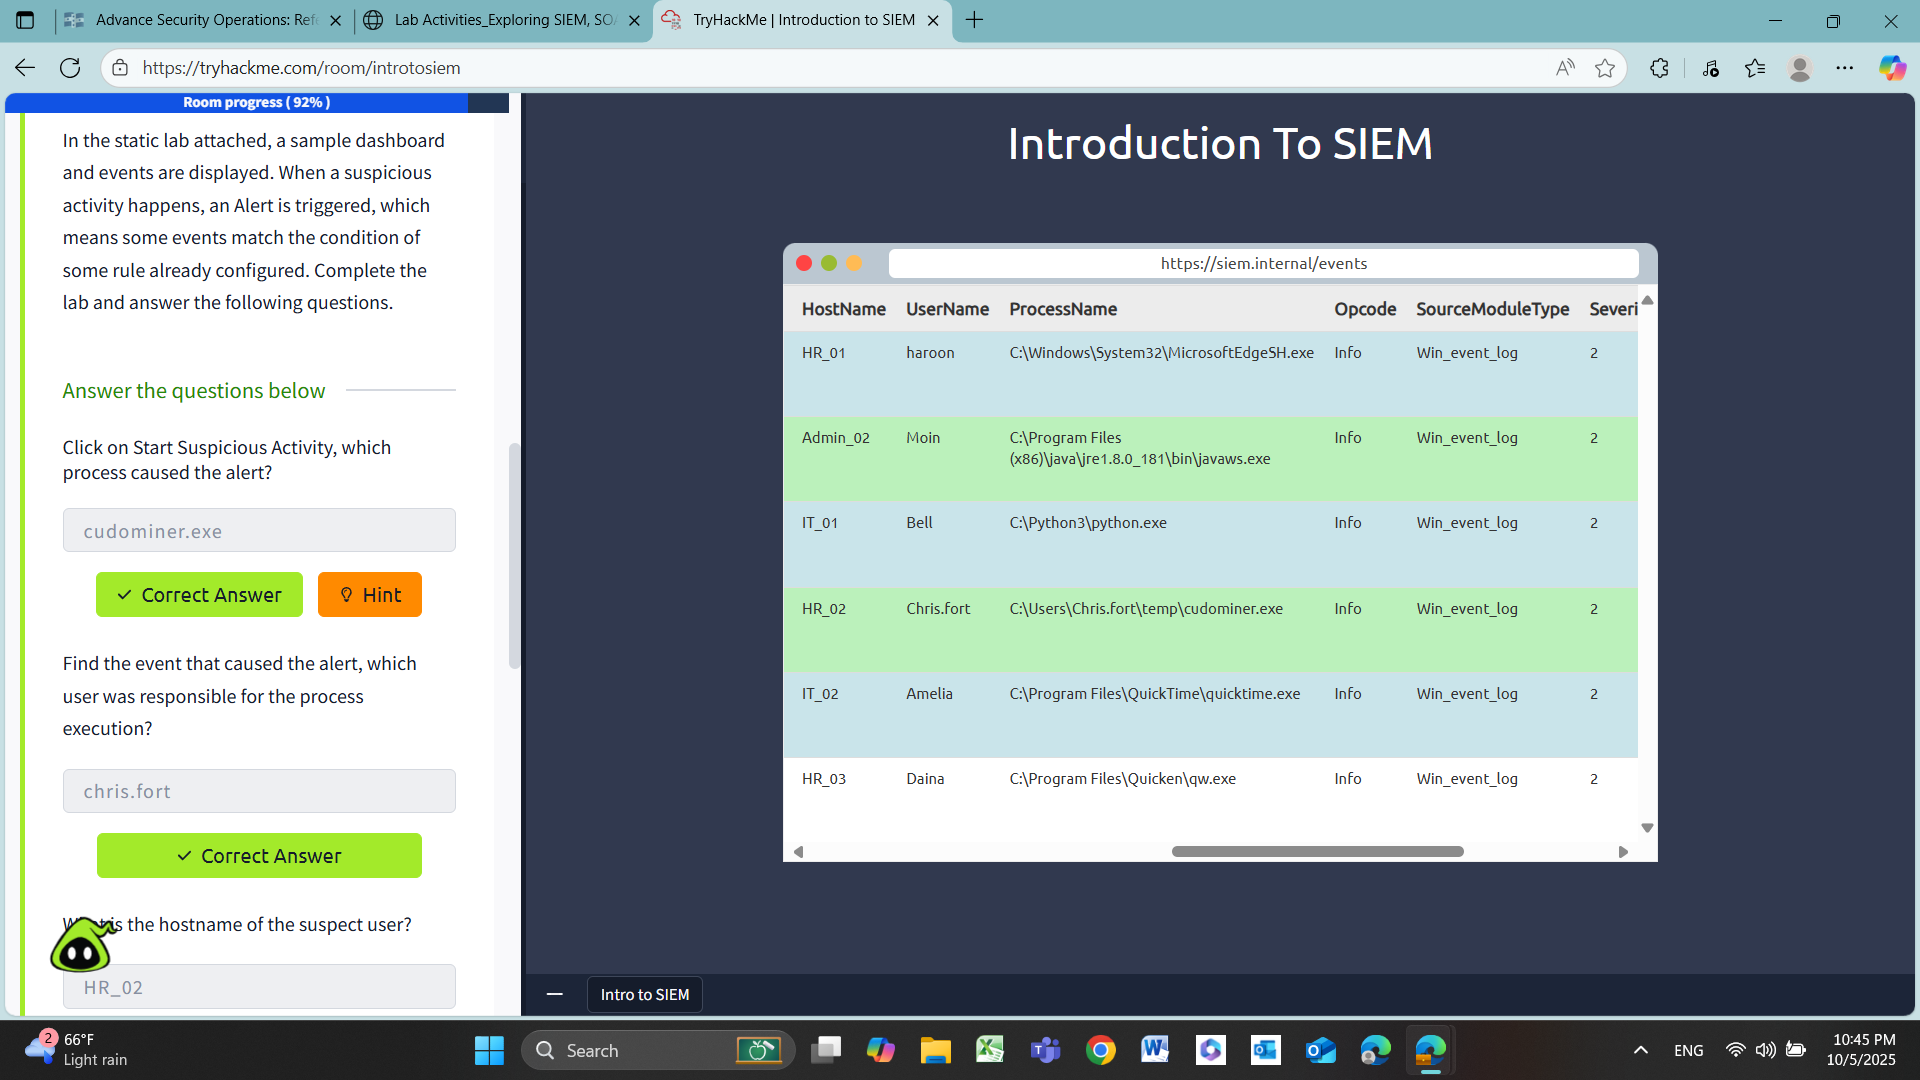 Advance Security Operations: Refe
Lab Activities_Exploring SIEM, SOA
TryHackMe | Introduction to SIEM
https://tryhackme.com/room/introtosiem
Room progress ( 92% )
In the static lab attached, a sample dashboard
and events are displayed. When a suspicious
activity happens, an Alert is triggered, which
means some events match the condition of
some rule already configured. Complete the
lab and answer the following questions.
Answer the questions below
Click on Start Suspicious Activity, which
process caused the alert?
cudominer.exe
Correct Answer
Hint
Find the event that caused the alert, which
user was responsible for the process
execution?
chris.fort
Correct Answer
is the hostname of the suspect user?
HR_02
Introduction To SIEM
https://siem.internal/events
HostName UserName ProcessName Opcode SourceModuleType Severi
HR_01 haroon C:\Windows\System32\MicrosoftEdgeSH.exe Info Win_event_log 2
Admin_02 Moin C:\Program Files Info Win_event_log 2
(x86)\java\jre1.8.0_181\bin\javaws.exe
IT_01 Bell C:\Python3\python.exe Info Win_event_log 2
HR_02 Chris.fort C:\Users\Chris.fort\temp\cudominer.exe Info Win_event_log 2
IT_02 Amelia C:\Program Files\QuickTime\quicktime.exe Info Win_event_log 2
HR_03 Daina C:\Program Files\Quicken\qw.exe Info Win_event_log 2
Intro to SIEM
2
66°F
Light rain
Search
ENG
10:45 PM
10/5/2025